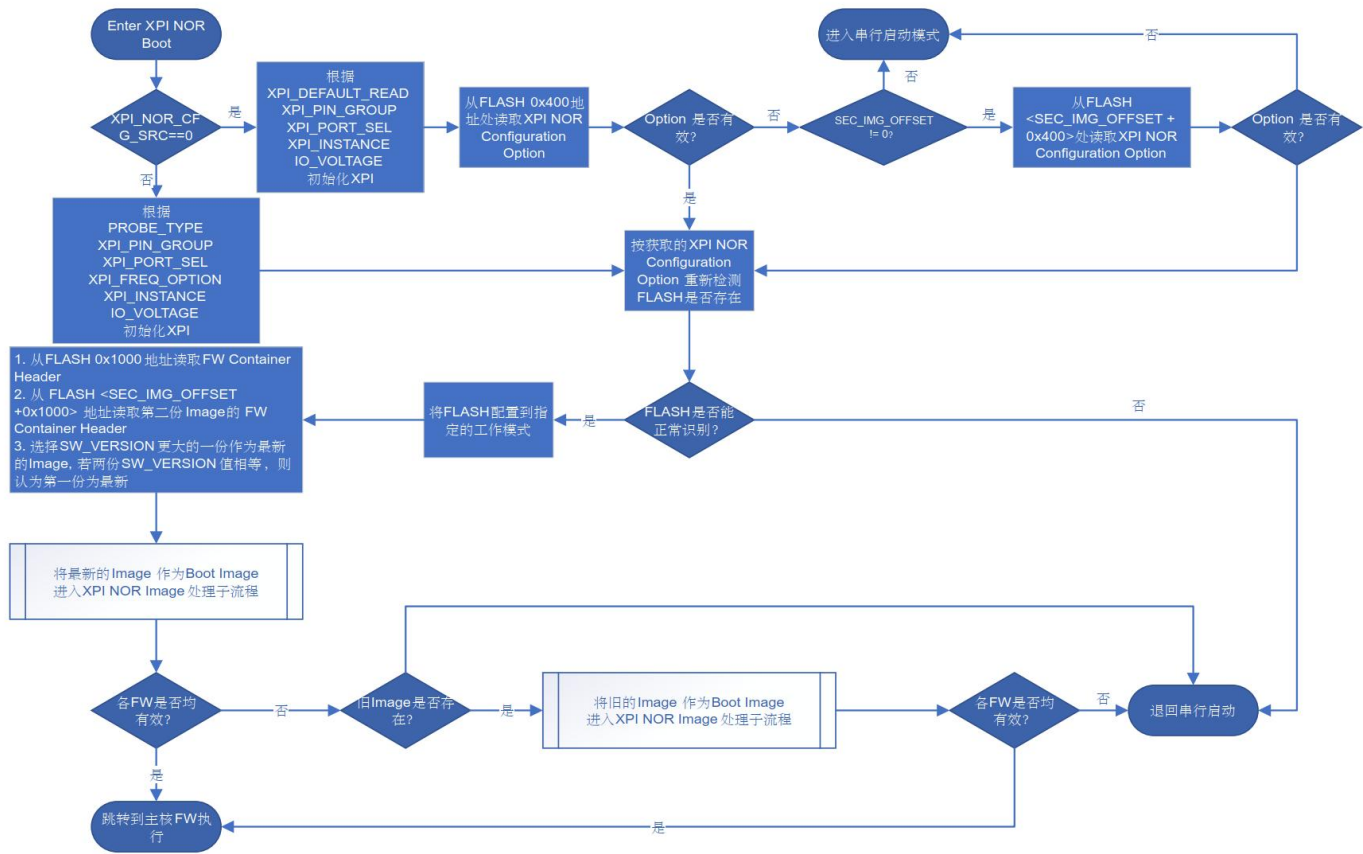 Enter XPI NOR
Boot
XPI_NOR_CF
G_SRC==0
是
否
根据
XPI_DEFAULT_READ
XPI_PIN_GROUP
XPI_PORT_SEL
XPI_INSTANCE
IO_VOLTAGE
初始化XPI
从FLASH 0x400地
址处读取XPI NOR
Configuration
Option
Option 是否有
效?
否
是
SEC_IMG_OFFSET
!= 0?
否
进入串行启动模式
是
从FLASH
<SEC_IMG_OFFSET +
0x400>处读取XPI NOR
Configuration Option
Option 是否有
效?
否
是
根据
PROBE_TYPE
XPI_PIN_GROUP
XPI_PORT_SEL
XPI_FREQ_OPTION
XPI_INSTANCE
IO_VOLTAGE
初始化XPI
按获取的XPI NOR
Configuration
Option 重新检测
FLASH是否存在
FLASH是否能
正常识别?
是
否
将FLASH配置到指
定的工作模式
1. 从FLASH 0x1000 地址读取FW Container
Header
2. 从 FLASH <SEC_IMG_OFFSET
+0x1000> 地址读取第二份Image的 FW
Container Header
3. 选择SW_VERSION更大的一份作为最新
的Image, 若两份SW_VERSION 值相等，则
认为第一份为最新
将最新的Image 作为Boot Image
进入XPI NOR Image 处理子流程
各FW是否均
有效?
否
旧Image是否存
在?
是
将旧的Image 作为Boot Image
进入XPI NOR Image 处理子流程
各FW是否均
有效?
否
退回串行启动
是
跳转到主核FW执
行
是